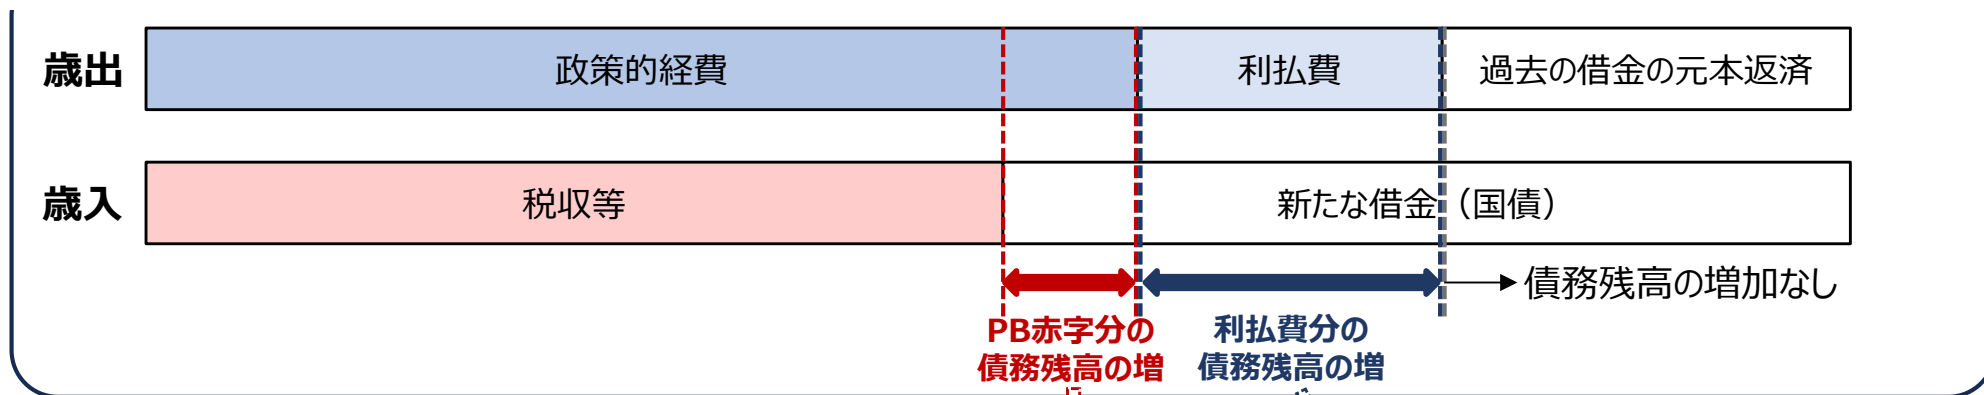 歳出
政策的経費
利払費
過去の借金の元本返済
歳入
税収等
新たな借金（国債）
債務残高の増加なし
PB赤字分の
債務残高の増
利払費分の
債務残高の増